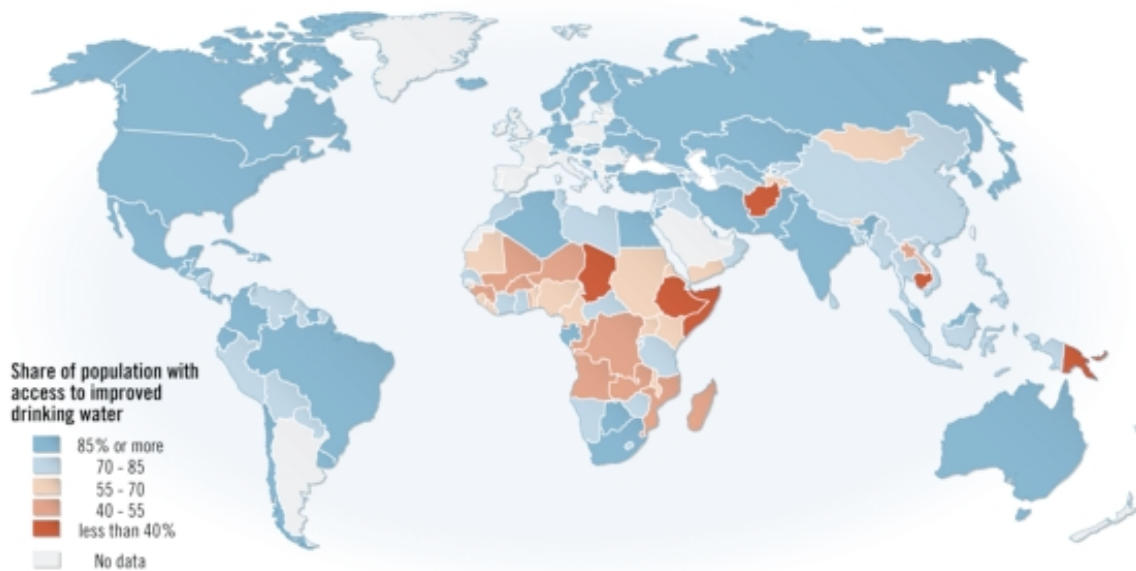 Share of population with
access to improved
drinking water
85% or more
70 - 85
55 - 70
40 - 55
less than 40%
No data